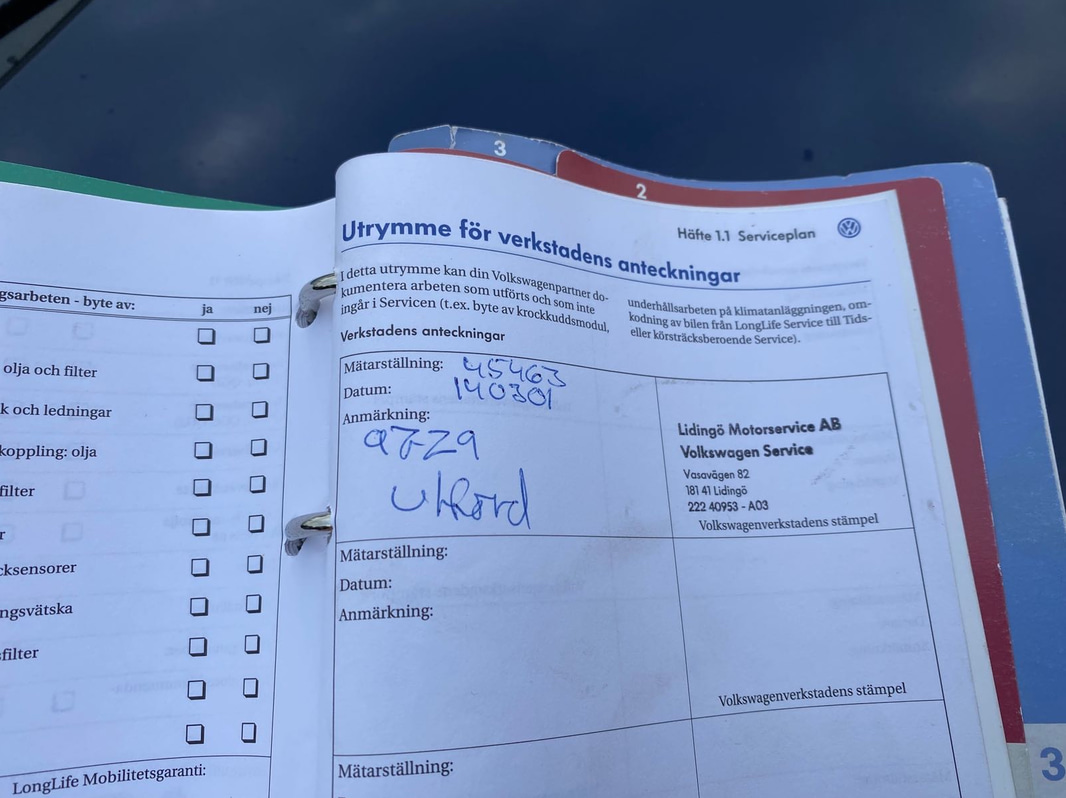 3
2
Häfte 1.1 Serviceplan
Utrymme för verkstadens anteckningar
I detta utrymme kan din Volkswagenpartner do-
kumentera arbeten som utförts och som inte
ingår i Servicen (t.ex. byte av krockkuddsmodul,
underhållsarbeten på klimatanläggningen, om-
kodning av bilen från LongLife Service till Tids-
eller körsträcksberoende Service).
Verkstadens anteckningar
Mätarställning: 45463
Datum: 140301
Anmärkning:
97Z9
Utförd
Lidingö Motorservice AB
Volkswagen Service
Vasavägen 82
181 41 Lidingö
222 40953 - A03
Volkswagenverkstadens stämpel
Mätarställning:
Datum:
Anmärkning:
Volkswagenverkstadens stämpel
Mätarställning:
3
gsarbeten - byte av: ja nej
olja och filter
k och ledningar
koppling: olja
filter
r
cksensorer
ngsvätska
sfilter
LongLife Mobilitetsgaranti: